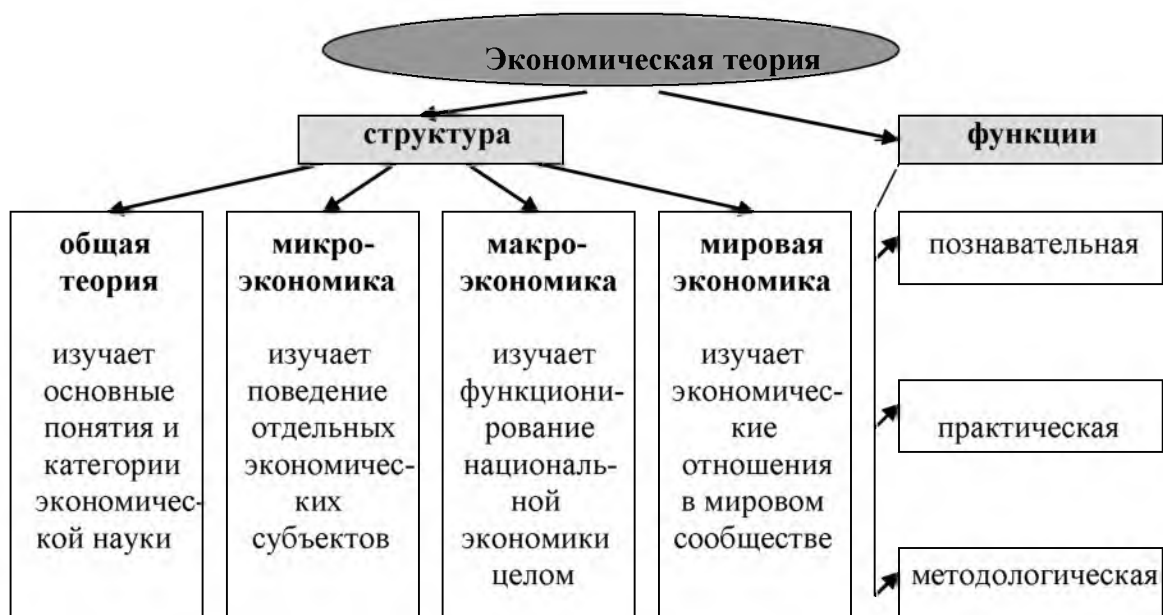 Экономическая теория
структура
функции
общая
теория
изучает
основные
понятия и
категории
экономичес-
кой науки
микро-
экономика
изучает
поведение
отдельных
экономичес-
ких
субъектов
макро-
экономика
изучает
функциони-
рование
националь-
ной
экономики
целом
мировая
экономика
изучает
экономичес-
кие
отношения
в мировом
сообществе
познавательная
практическая
методологическая